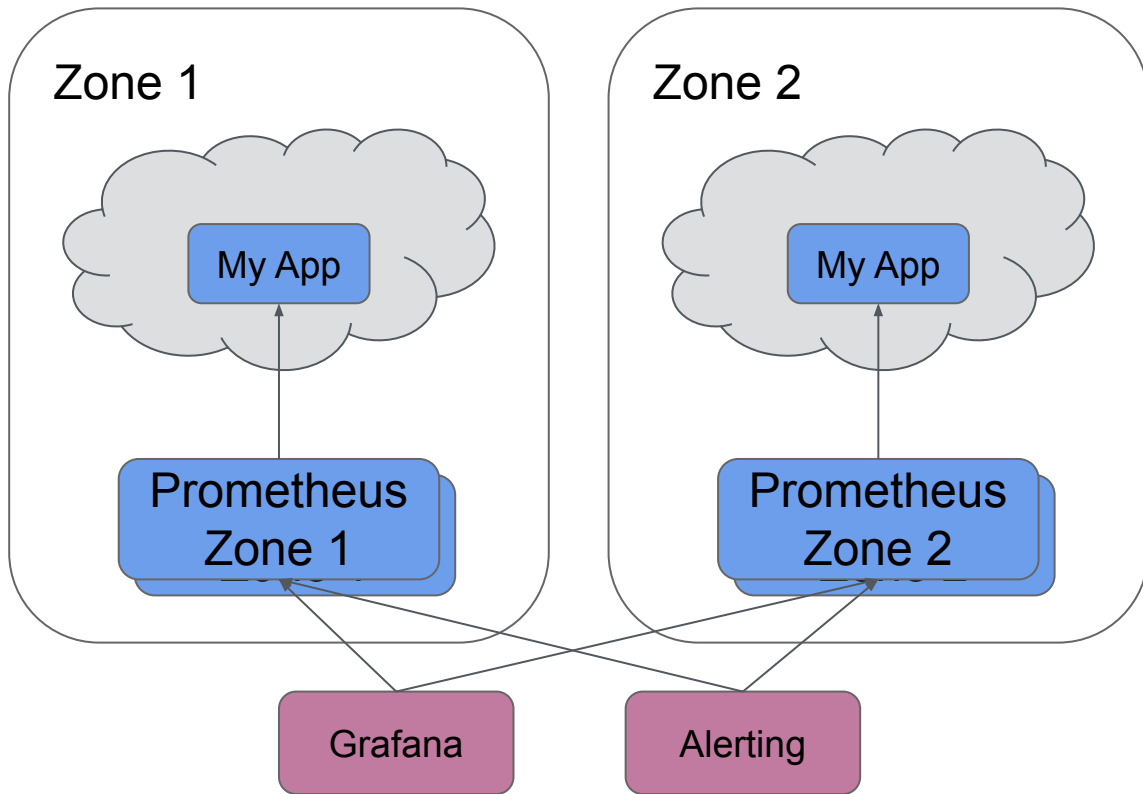 Zone 1
Zone 2
My App
My App
Prometheus
Zone 1
Prometheus
Zone 2
Grafana
Alerting